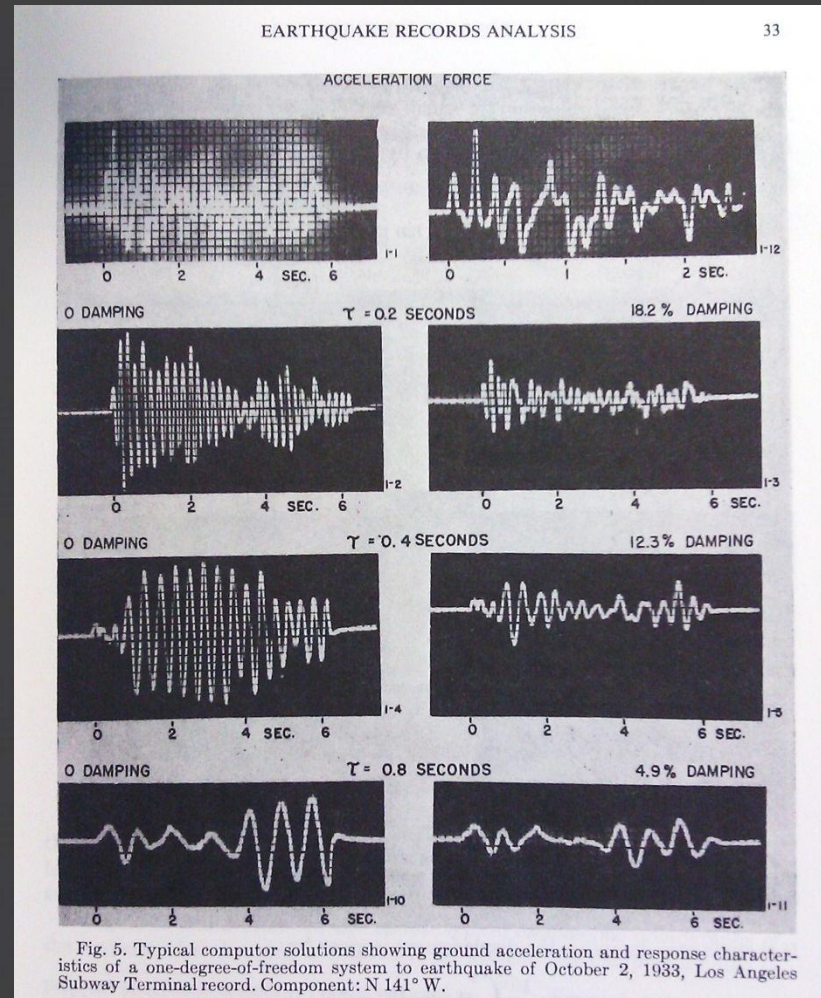 EARTHQUAKE RECORDS ANALYSIS 33
ACCELERATION FORCE
1-1
0 2 4 SEC. 6
1-12
0 1 2 SEC.
0 DAMPING τ = 0.2 SECONDS 18.2 % DAMPING
1-2
0 2 4 SEC. 6
1-3
0 2 4 6 SEC.
0 DAMPING τ = 0.4 SECONDS 12.3 % DAMPING
1-4
0 2 4 SEC. 6
1-5
0 2 4 6 SEC.
0 DAMPING τ = 0.8 SECONDS 4.9 % DAMPING
1-10
0 2 4 6 SEC.
1-11
0 2 4 6 SEC.
Fig. 5. Typical computor solutions showing ground acceleration and response character-
istics of a one-degree-of-freedom system to earthquake of October 2, 1933, Los Angeles
Subway Terminal record. Component: N 141° W.